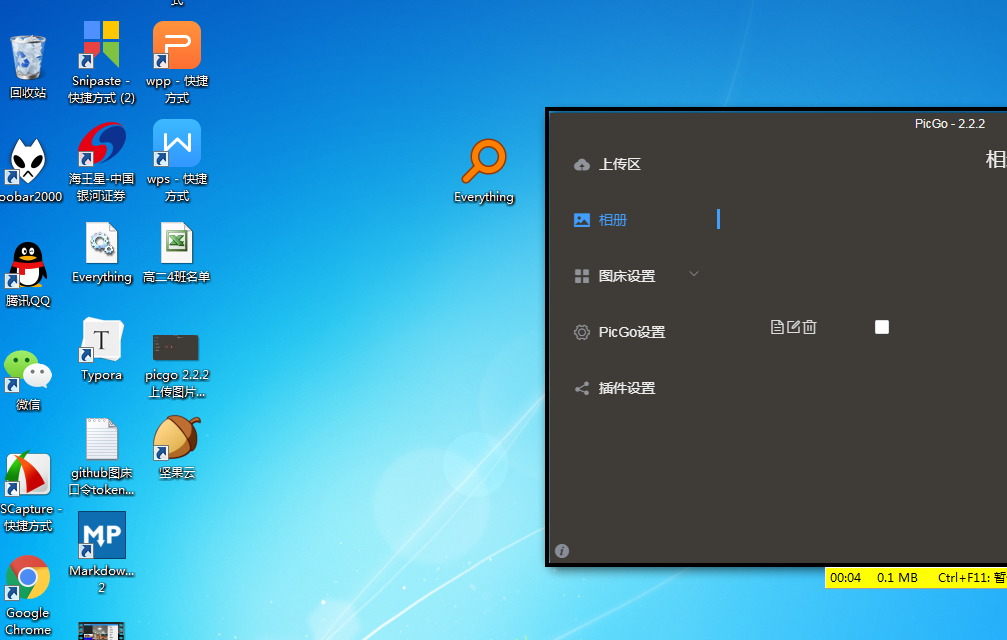 式
回收站
Snipaste -
快捷方式 (2)
wpp - 快捷
方式
oobar2000
海王星-中国
银河证券
wps - 快捷
方式
Everything
腾讯QQ
Everything
高二4班名单
微信
Typora
picgo 2.2.2
上传图片...
SCapture -
快捷方式
github图床
口令token...
坚果云
Google
Chrome
Markdow...
2
PicGo - 2.2.2
相
上传区
相册
图床设置
PicGo设置
插件设置
00:04 0.1 MB Ctrl+F11: 暂